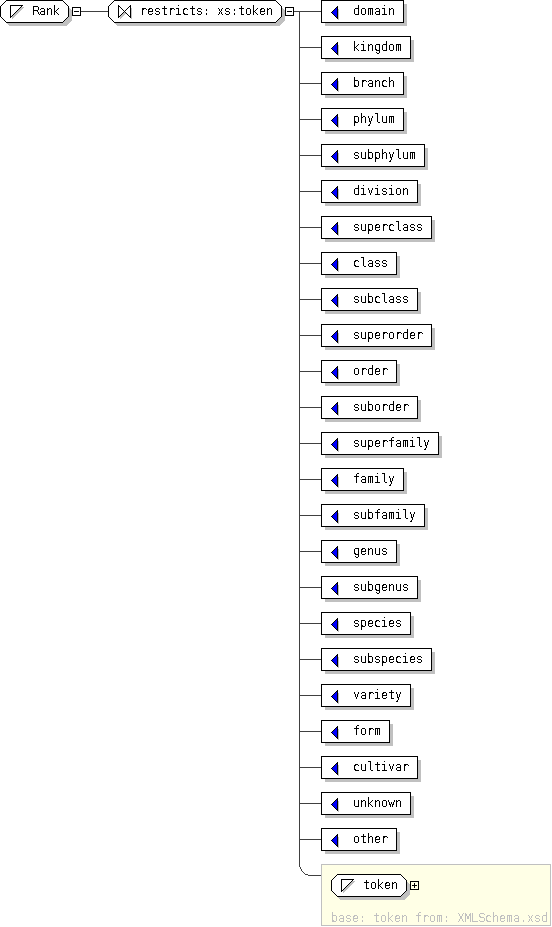 Rank restricts: xs:token domain
kingdom
branch
phylum
subphylum
division
superclass
class
subclass
superorder
order
suborder
superfamily
family
subfamily
genus
subgenus
species
subspecies
variety
form
cultivar
unknown
other
token
base: token from: XMLSchema.xsd